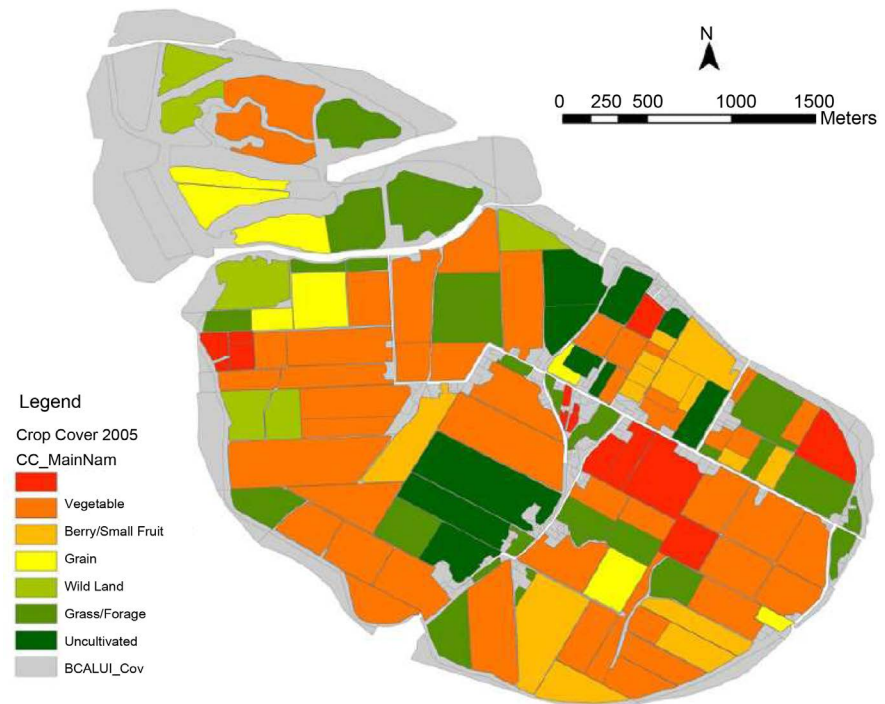 N
0 250 500 1000 1500
Meters
Legend
Crop Cover 2005
CC_MainNam
Vegetable
Berry/Small Fruit
Grain
Wild Land
Grass/Forage
Uncultivated
BCALUI_Cov